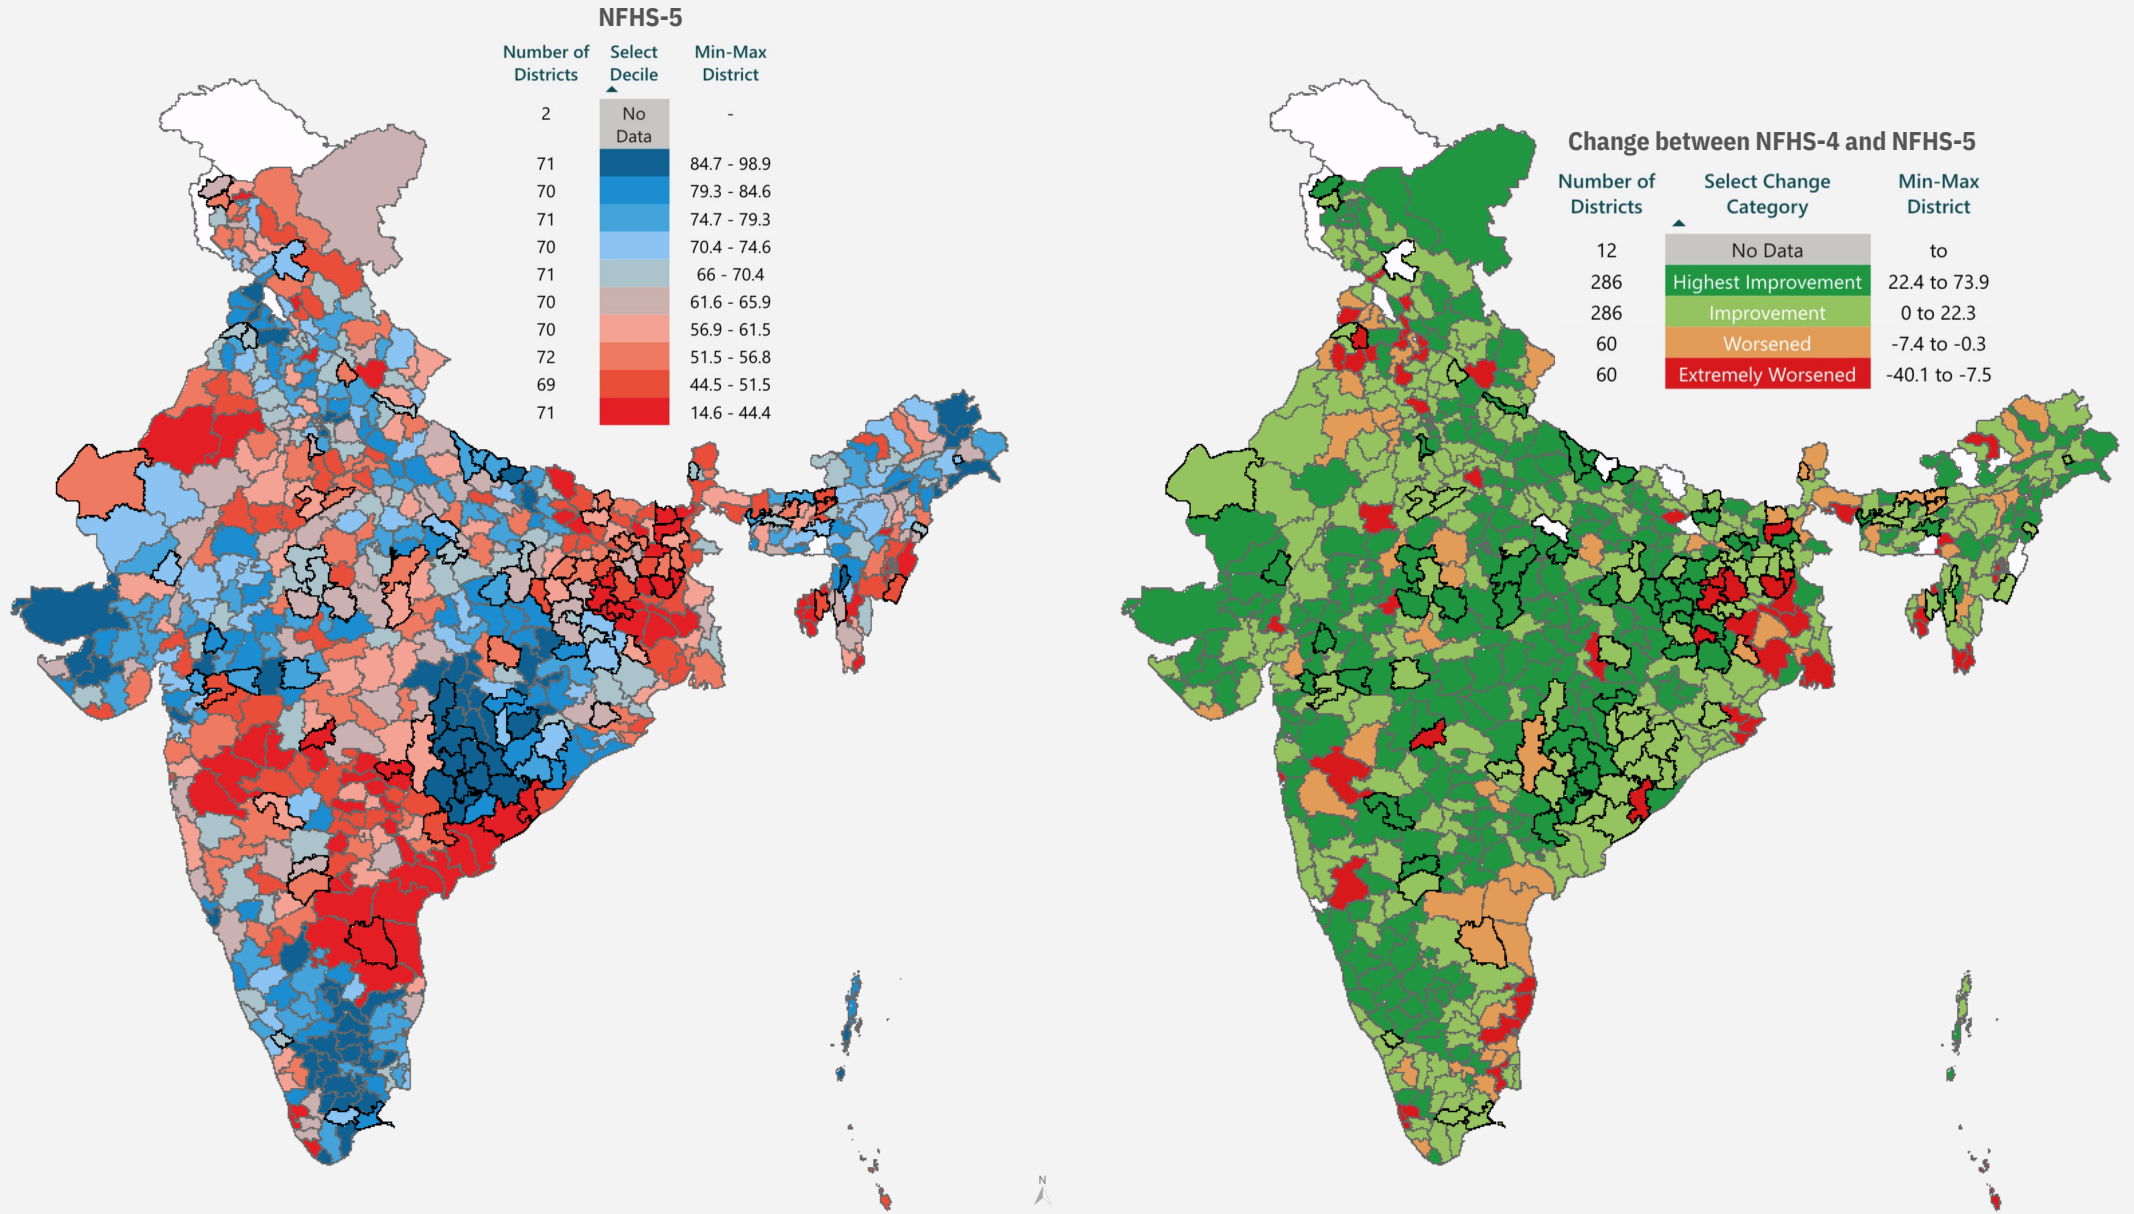 NFHS-5
Number of Districts Select Decile Min-Max District
2 No Data -
71 84.7 - 98.9
70 79.3 - 84.6
71 74.7 - 79.3
70 70.4 - 74.6
71 66 - 70.4
70 61.6 - 65.9
70 56.9 - 61.5
72 51.5 - 56.8
69 44.5 - 51.5
71 14.6 - 44.4
Change between NFHS-4 and NFHS-5
Number of Districts Select Change Category Min-Max District
12 No Data to
286 Highest Improvement 22.4 to 73.9
286 Improvement 0 to 22.3
60 Worsened -7.4 to -0.3
60 Extremely Worsened -40.1 to -7.5
N